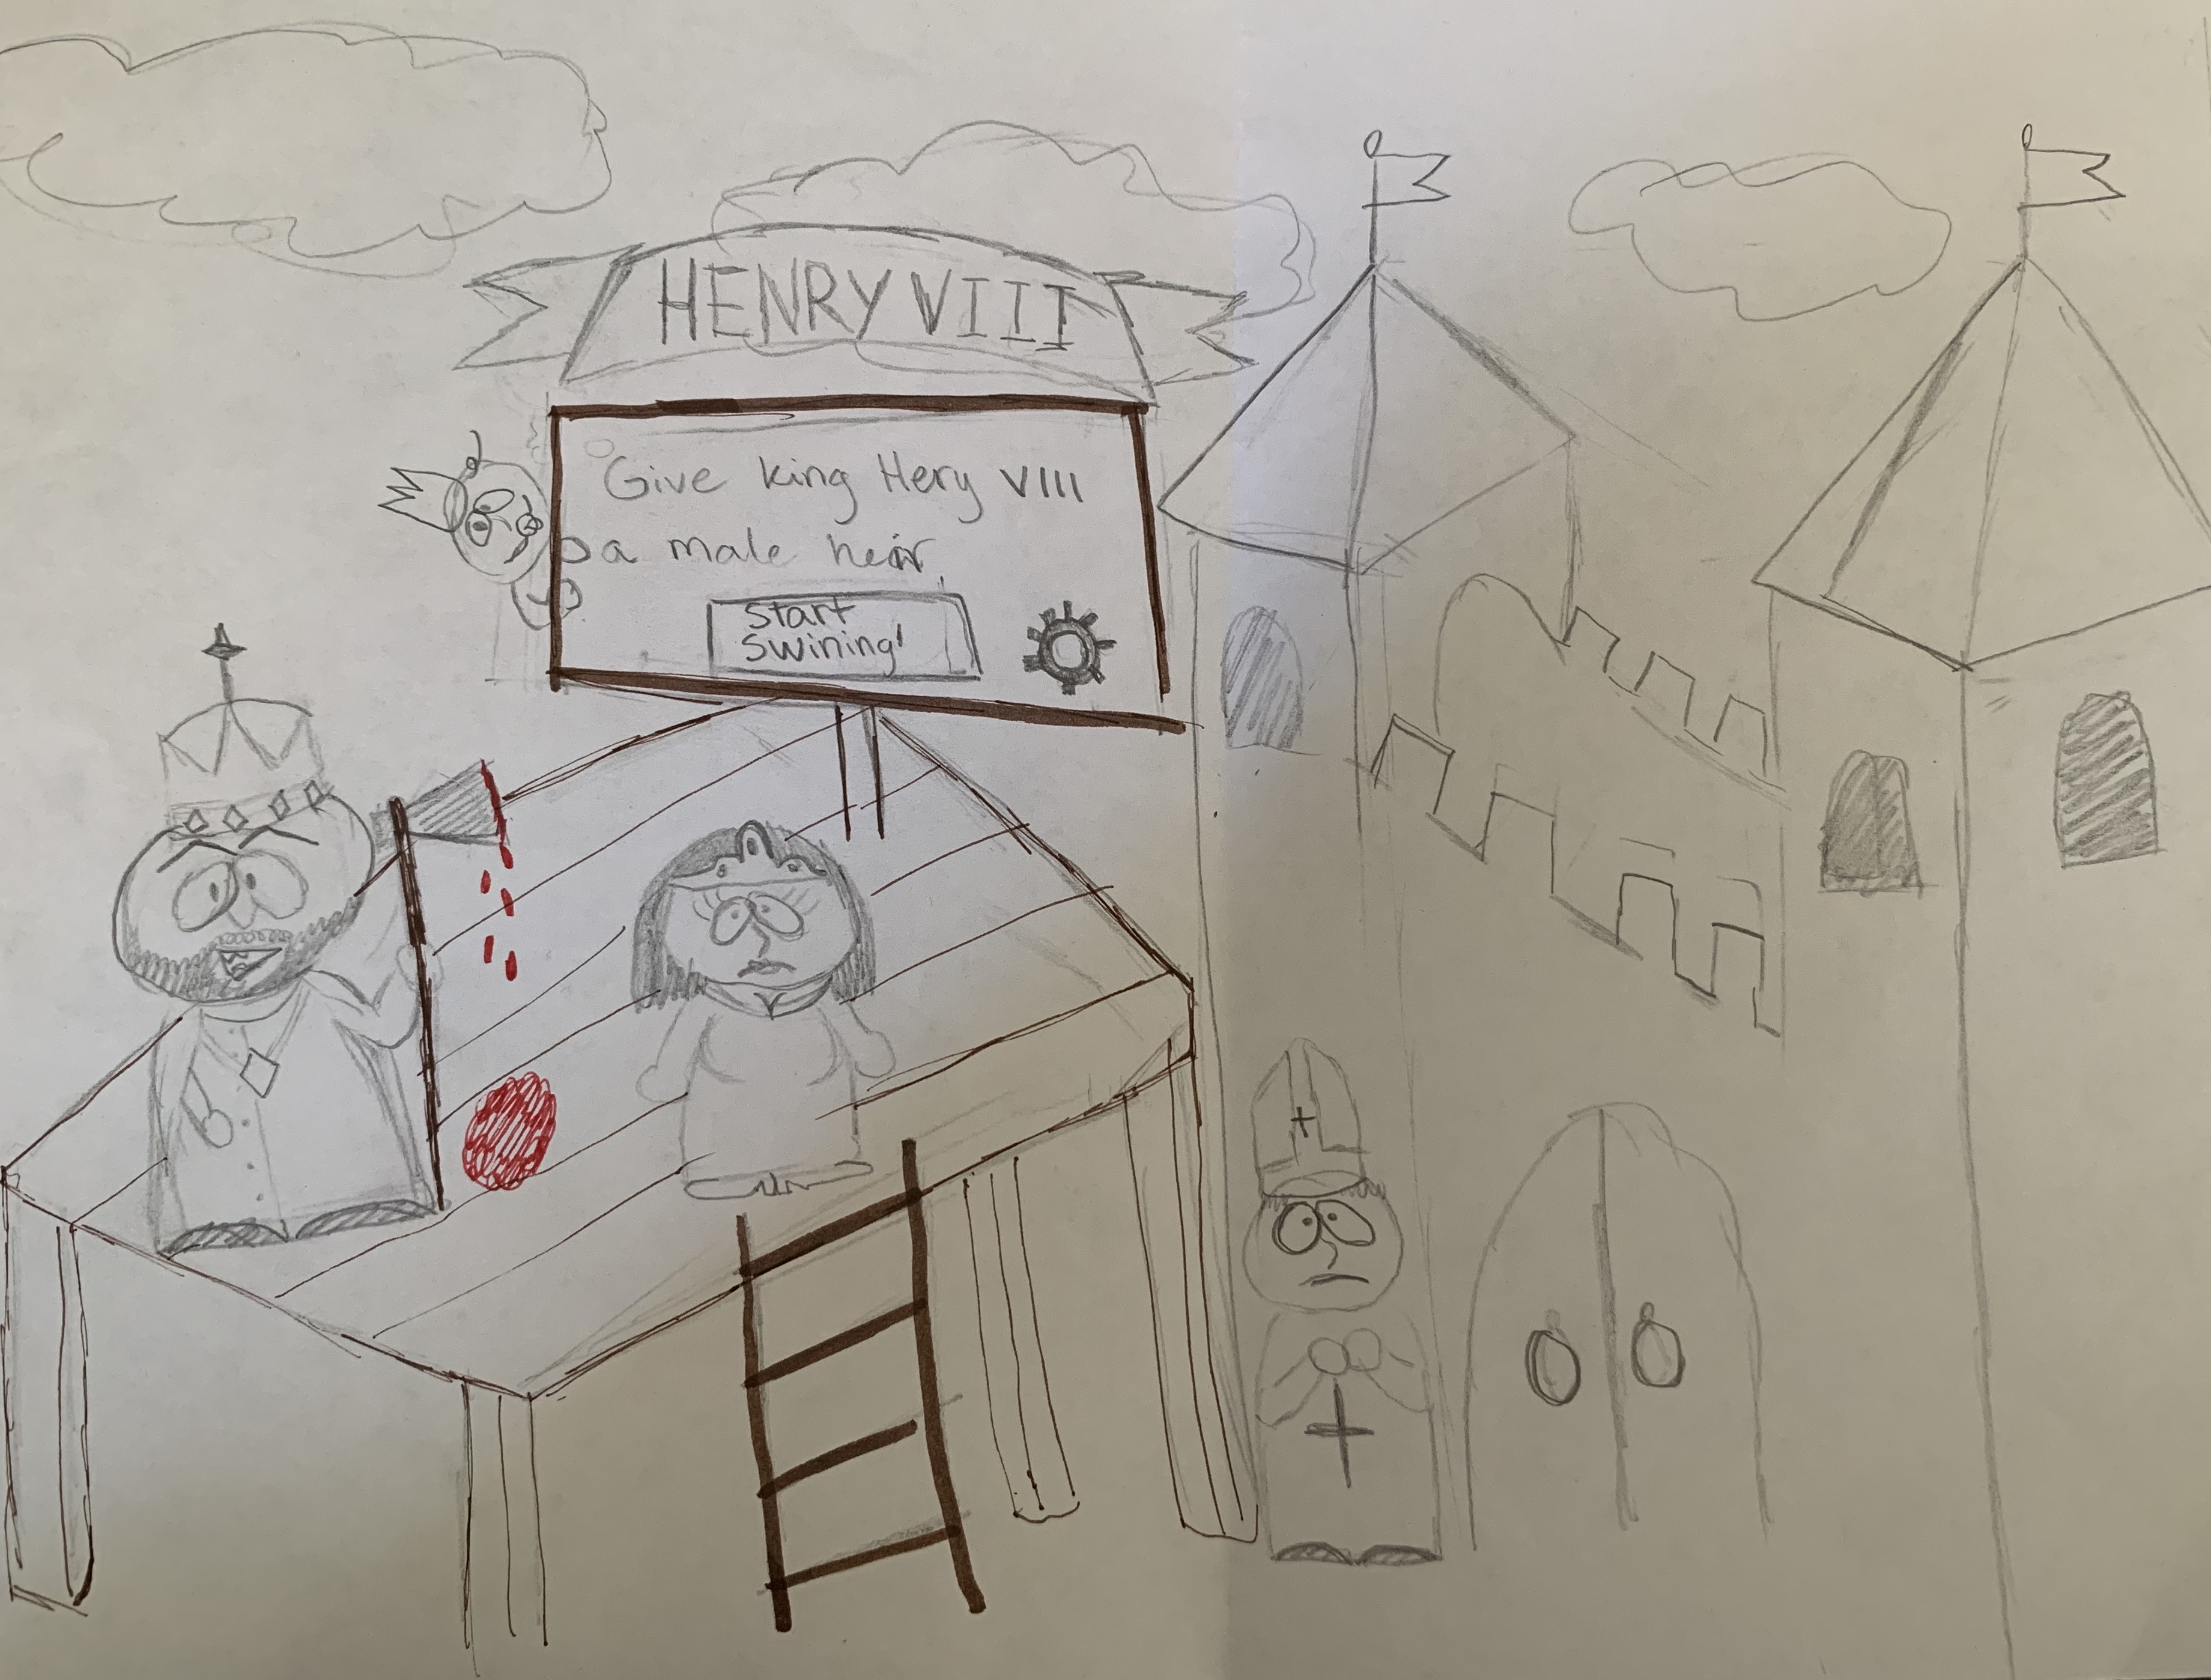 HENRY VIII
Give king Hery VIII
a male heir.
Start
Swining!